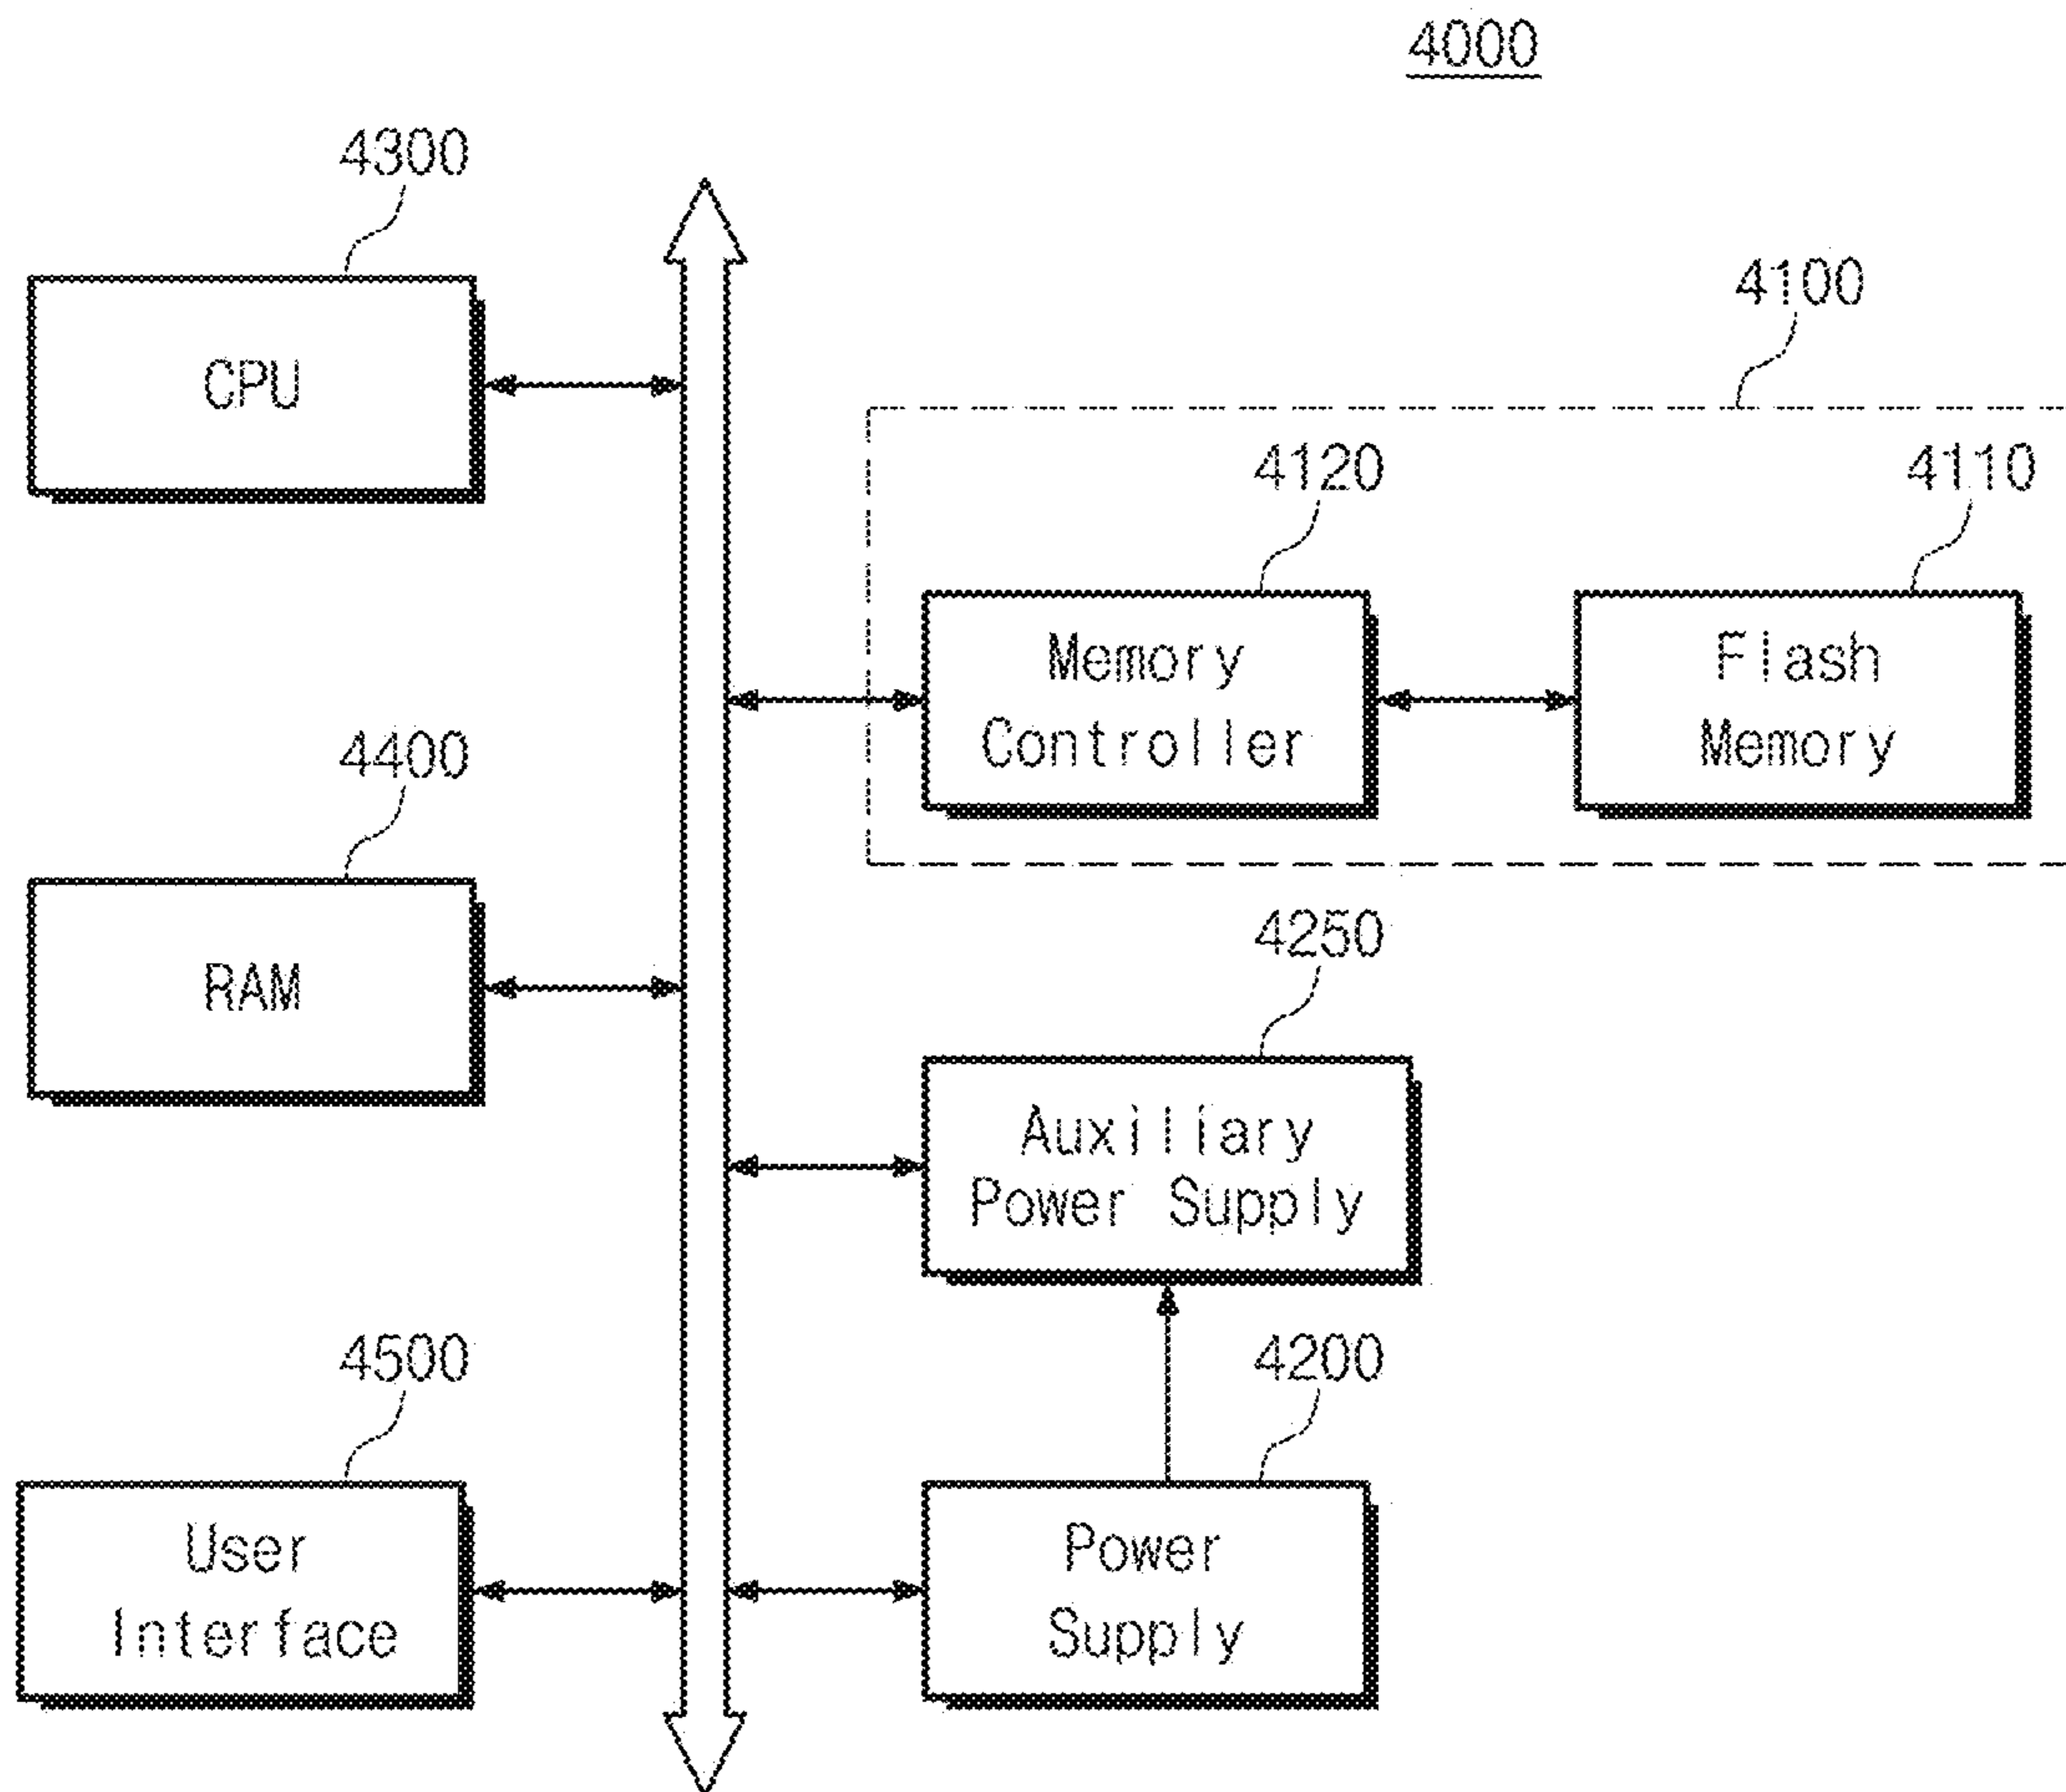 4000
4300
CPU
4100
4120
4110
Memory
Controller
Flash
Memory
4400
RAM
4250
Auxiliary
Power Supply
4500
User
Interface
4200
Power
Supply